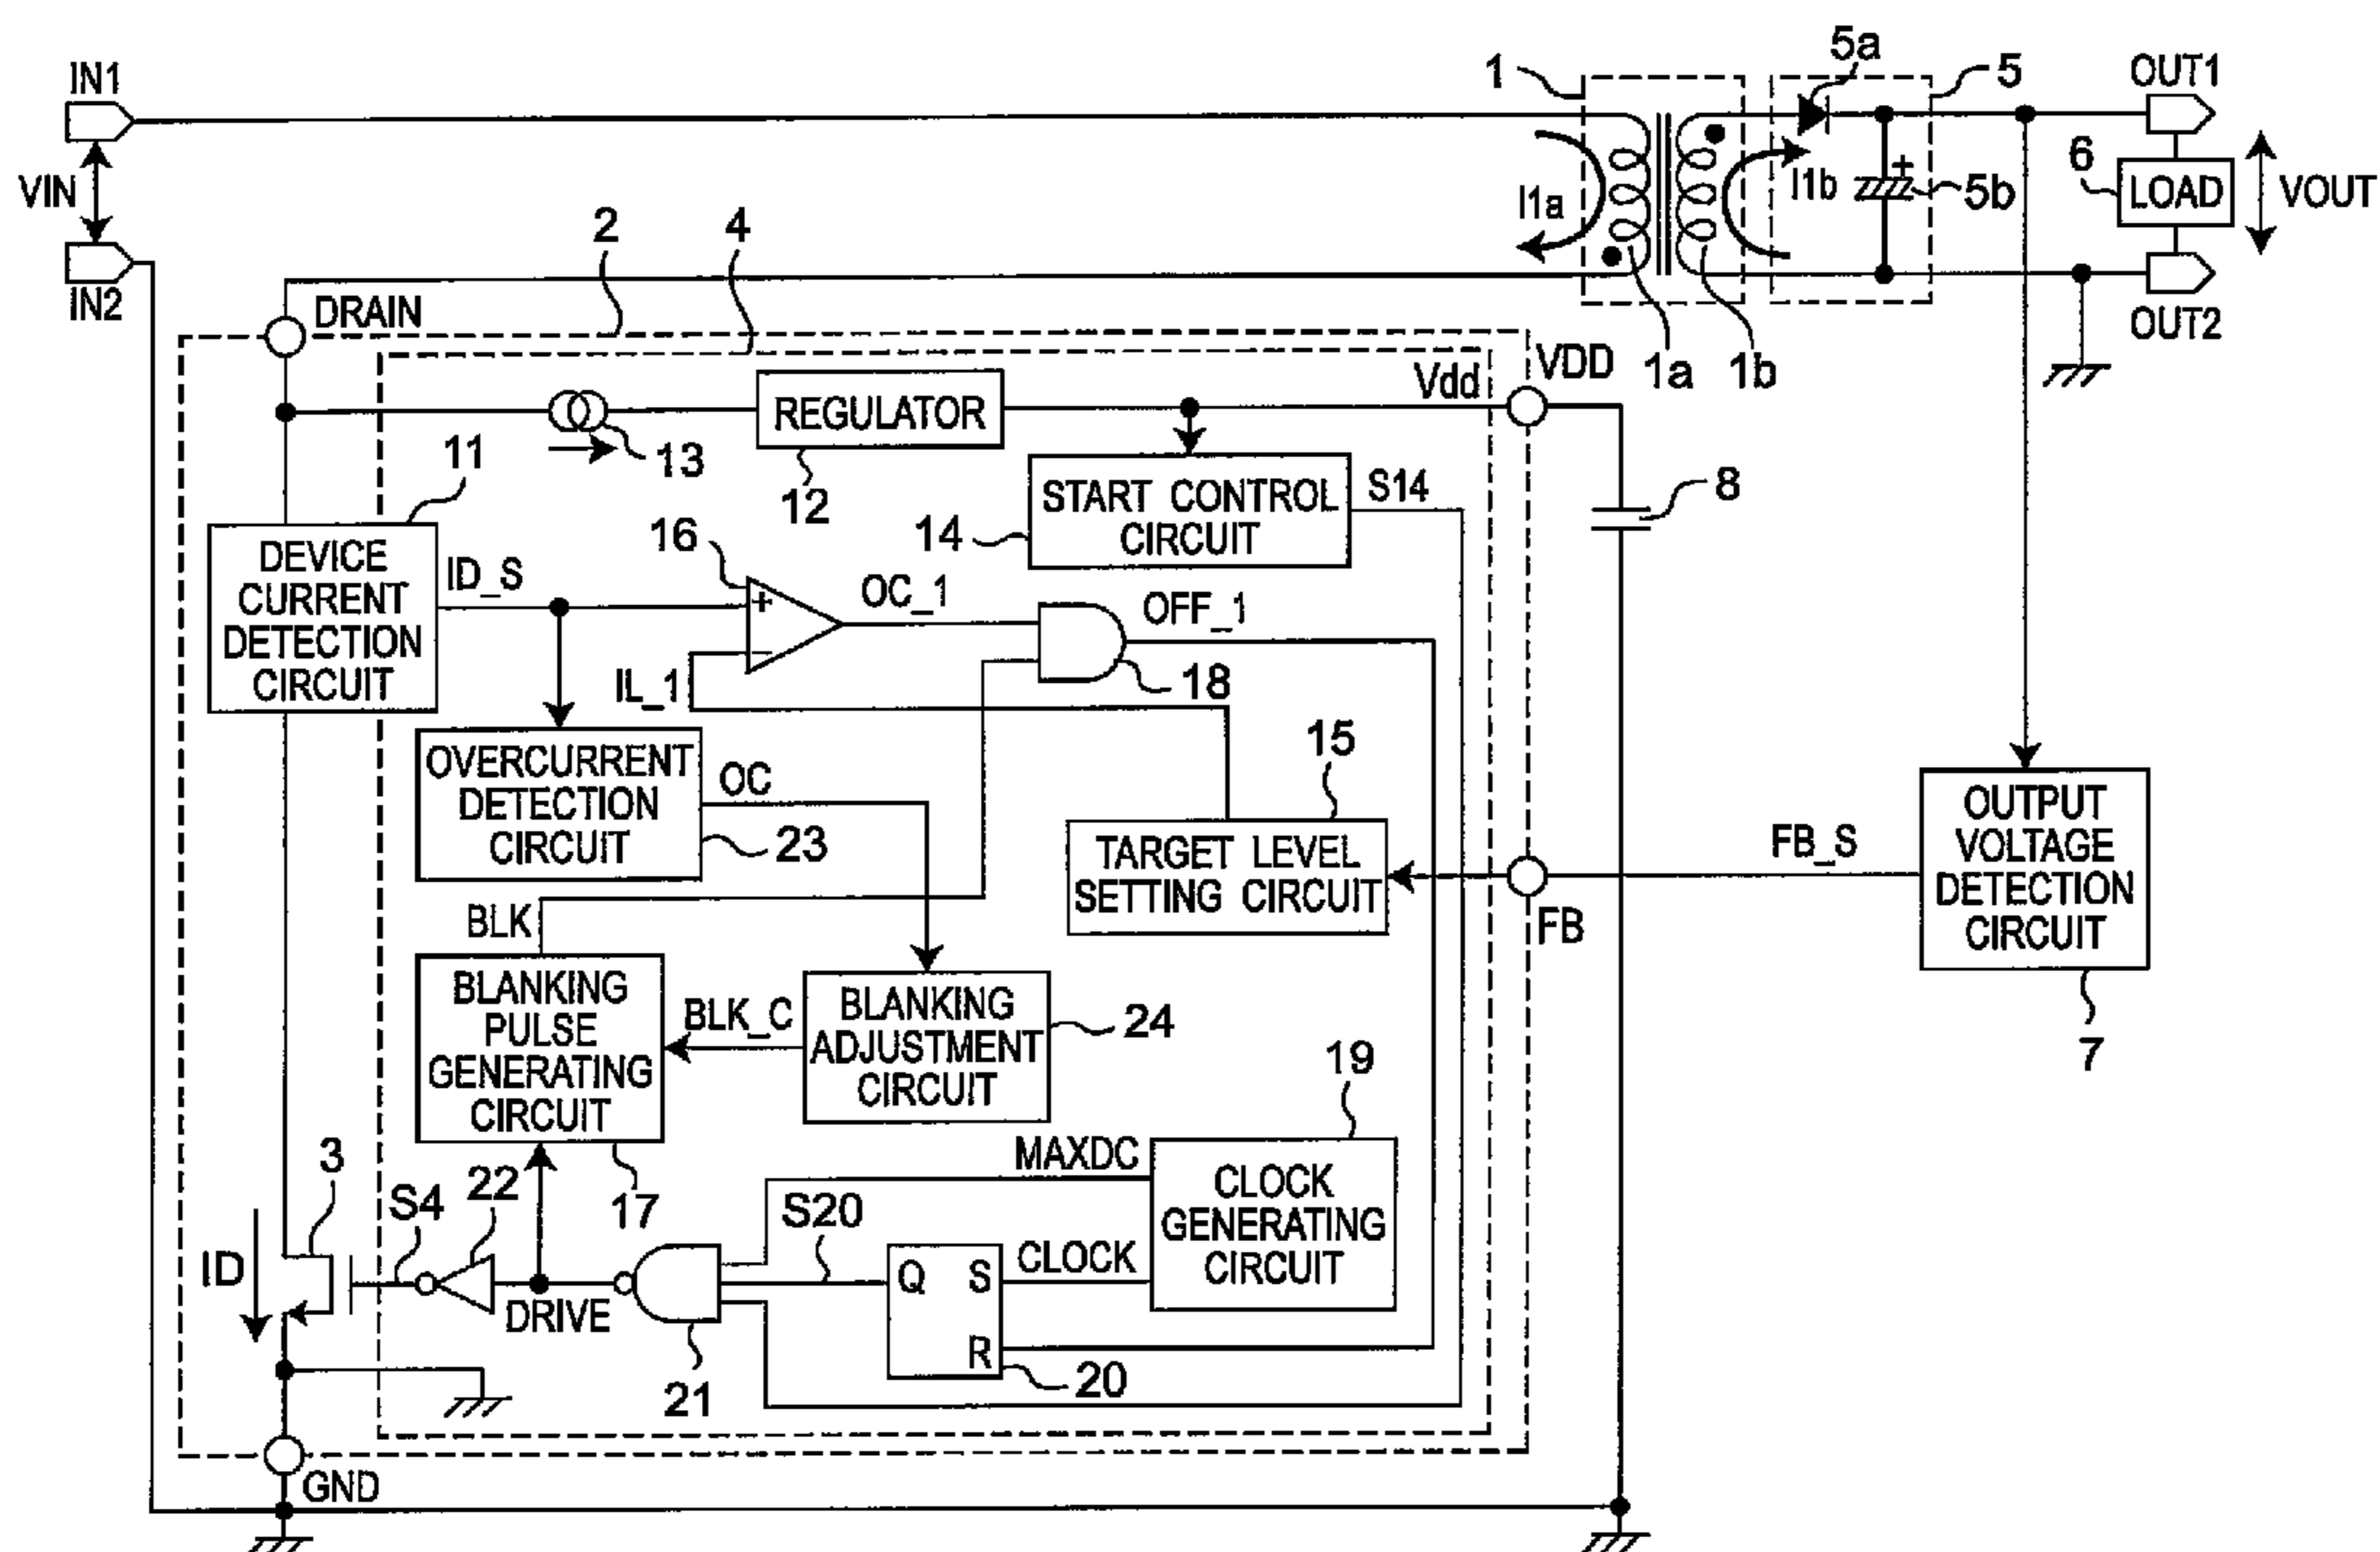 IN1
VIN
IN2
1
5a
5
OUT1
I1a
I1b
5b
6
LOAD
VOUT
OUT2
1a
1b
2
4
DRAIN
Vdd
VDD
REGULATOR
13
12
11
START CONTROL
CIRCUIT
14
S14
8
DEVICE
CURRENT
DETECTION
CIRCUIT
ID_S
16
+
−
OC_1
OFF_1
18
IL_1
OVERCURRENT
DETECTION
CIRCUIT
OC
23
15
TARGET LEVEL
SETTING CIRCUIT
FB_S
FB
OUTPUT
VOLTAGE
DETECTION
CIRCUIT
7
BLK
BLANKING
PULSE
GENERATING
CIRCUIT
BLK_C
BLANKING
ADJUSTMENT
CIRCUIT
24
19
MAXDC
CLOCK
GENERATING
CIRCUIT
3
S4
22
17
S20
CLOCK
ID
DRIVE
Q
S
R
21
20
GND
+